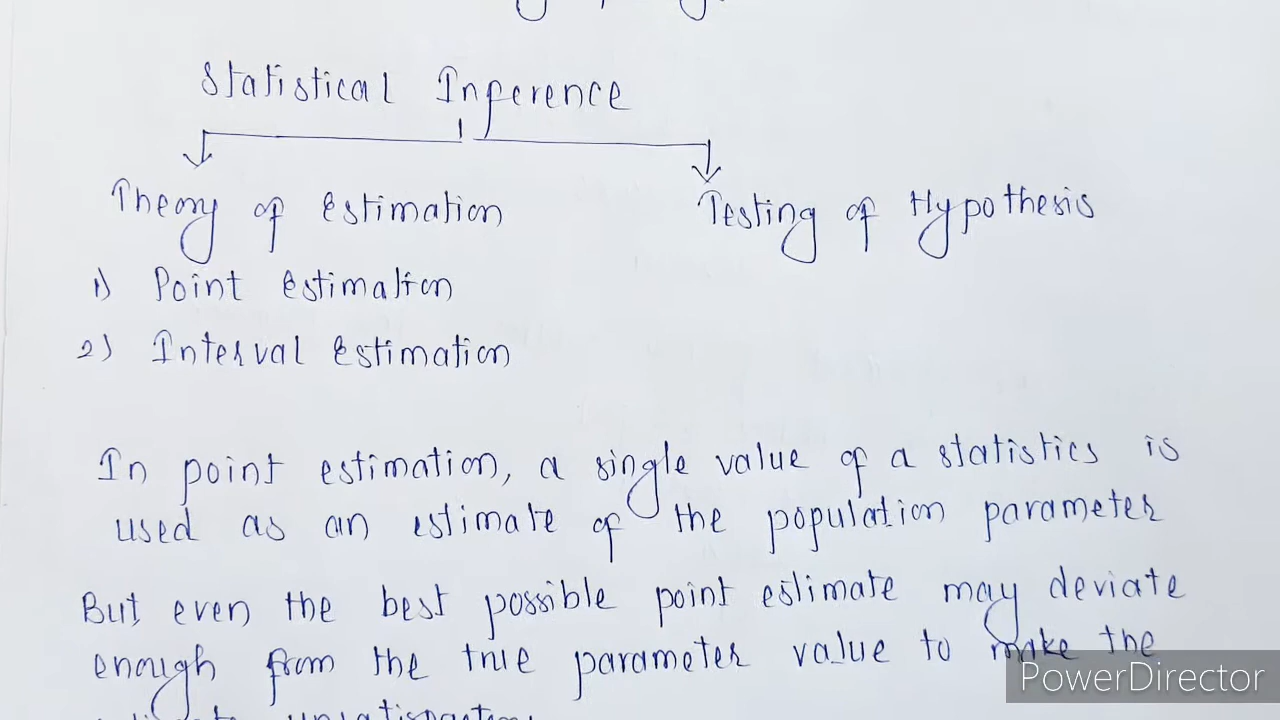 Statistical Inference
Theory of Estimation
Testing of Hypothesis
1) Point Estimation
2) Interval Estimation
In point estimation, a single value of a statistics is
used as an estimate of the population parameter
But, even the best possible point estimate may deviate
enough from the true parameter value to make the
PowerDirector